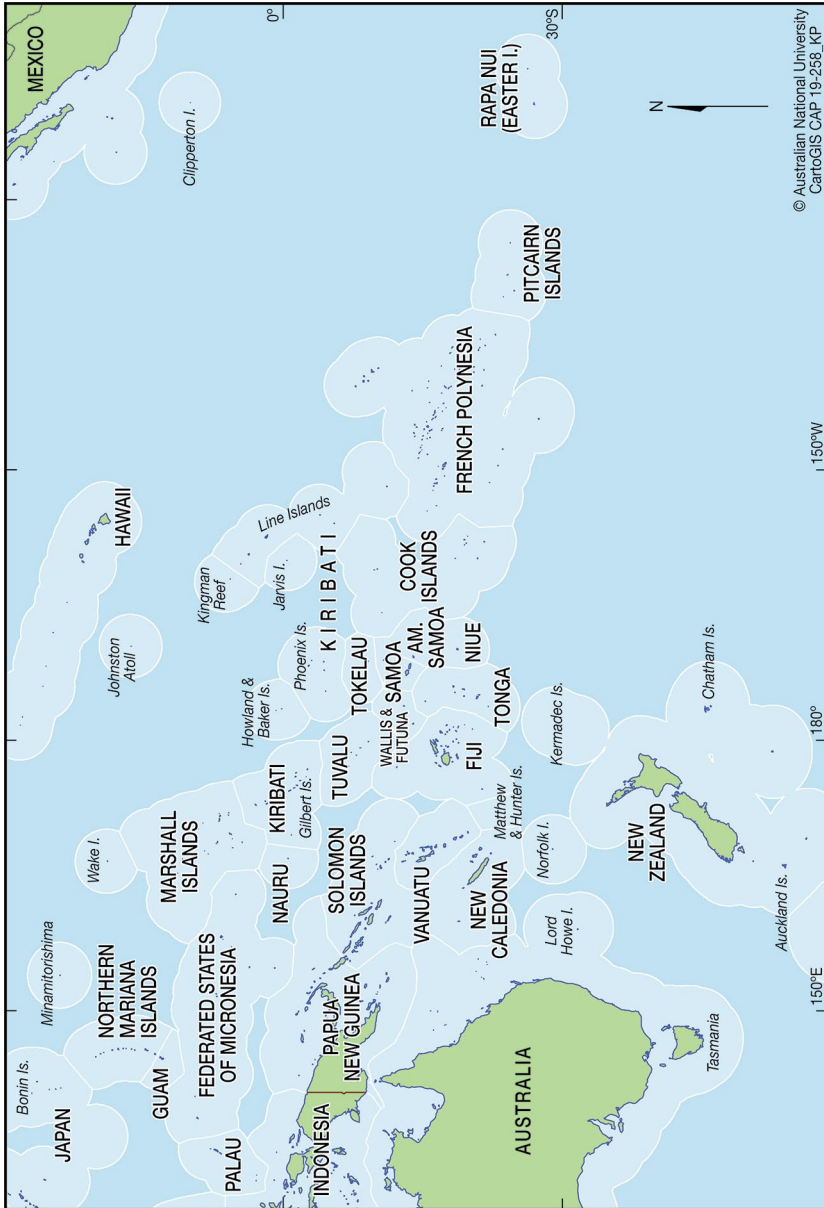 MEXICO
0°
30°S
Clipperton I.
RAPA NUI
(EASTER I.)
N
© Australian National University
CartoGIS CAP 19-258_KP
PITCAIRN
ISLANDS
FRENCH POLYNESIA
150°W
HAWAII
Line Islands
Kingman
Reef
Jarvis I.
KIRIBATI
COOK
ISLANDS
Johnston
Atoll
Phoenix Is.
Howland &
Baker Is.
TOKELAU
SAMOA
AM.
SAMOA
NIUE
WALLIS &
FUTUNA
TONGA
Kermadec Is.
Chatham Is.
180°
TUVALU
FIJI
KIRIBATI
Gilbert Is.
Matthew
& Hunter Is.
Wake I.
MARSHALL
ISLANDS
NAURU
SOLOMON
ISLANDS
VANUATU
NEW
CALEDONIA
Norfolk I.
NEW
ZEALAND
Lord
Howe I.
Auckland Is.
Minamitorishima
NORTHERN
MARIANA
ISLANDS
FEDERATED STATES
OF MICRONESIA
PAPUA
NEW GUINEA
150°E
Bonin Is.
JAPAN
GUAM
PALAU
INDONESIA
AUSTRALIA
Tasmania